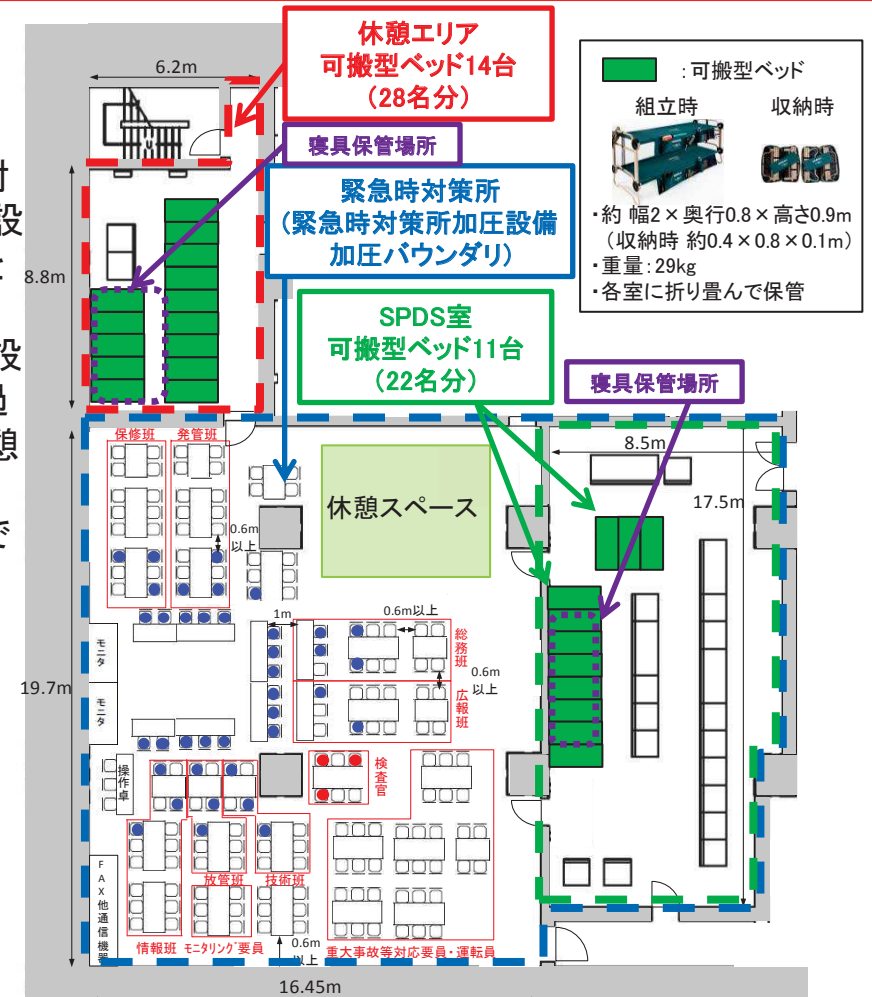 6.2m
休憩エリア
可搬型ベッド14台
(28名分)
寝具保管場所
緊急時対策所
(緊急時対策所加圧設備
加圧バウンダリ)
SPDS室
可搬型ベッド11台
(22名分)
寝具保管場所
:可搬型ベッド
組立時
収納時
・約 幅2×奥行0.8×高さ0.9m
(収納時 約0.4×0.8×0.1m)
・重量:29kg
・各室に折り畳んで保管
設
8.8m
設
憩
で
保修班
発管班
0.6m
以上
休憩スペース
8.5m
17.5m
1m
0.6m以上
総務班
0.6m
以上
広報班
モニタ
モニタ
19.7m
操作卓
検査官
FAX他通信機器
放管班
技術班
情報班
モニタリング要員
0.6m
以上
重大事故等対応要員・運転員
16.45m